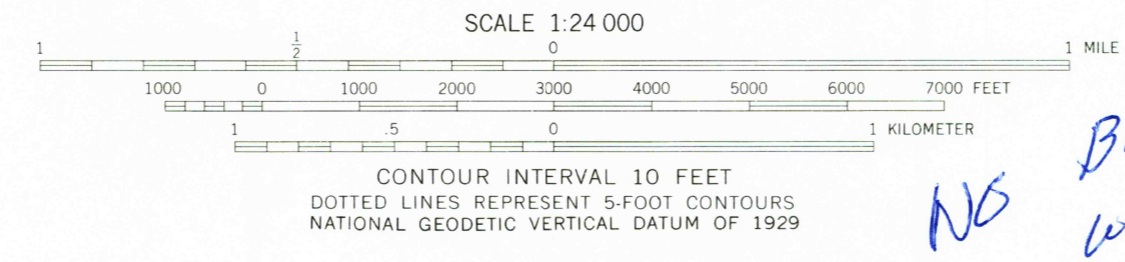 SCALE 1:24 000
1 1/2 0 1 MILE
1000 0 1000 2000 3000 4000 5000 6000 7000 FEET
1 .5 0 1 KILOMETER
CONTOUR INTERVAL 10 FEET
DOTTED LINES REPRESENT 5-FOOT CONTOURS
NATIONAL GEODETIC VERTICAL DATUM OF 1929
NO